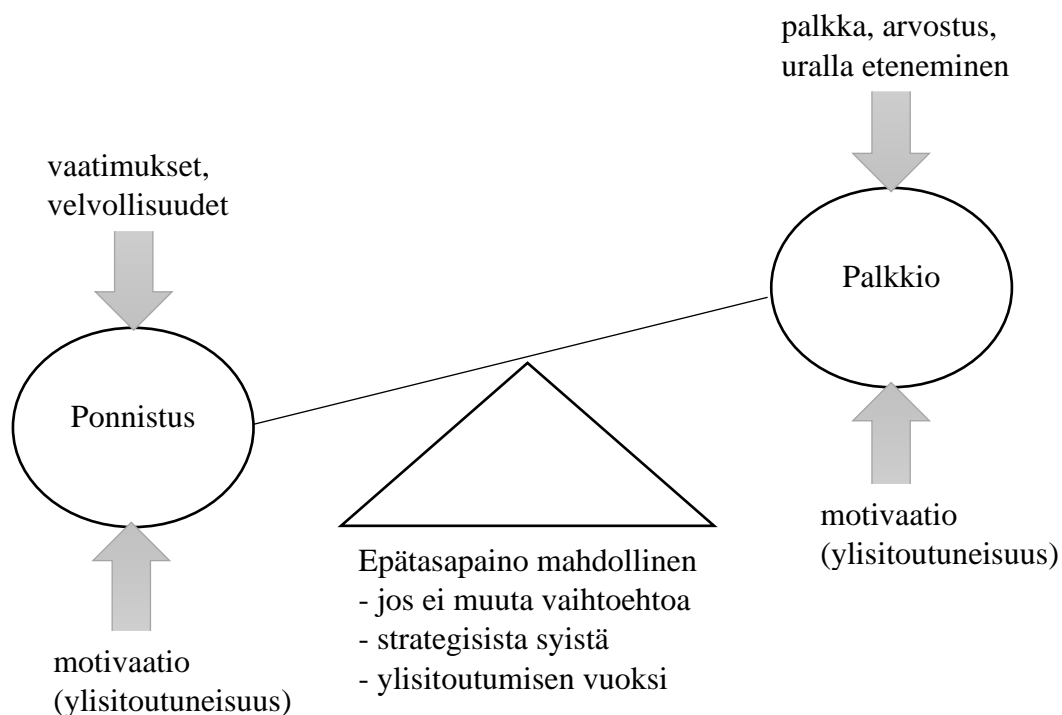 palkka, arvostus,
uralla eteneminen
vaatimukset,
velvollisuudet
Palkkio
Ponnistus
motivaatio
(ylisitoutuneisuus)
Epätasapaino mahdollinen
- jos ei muuta vaihtoehtoa
- strategisista syistä
- ylisitoutumisen vuoksi
motivaatio
(ylisitoutuneisuus)